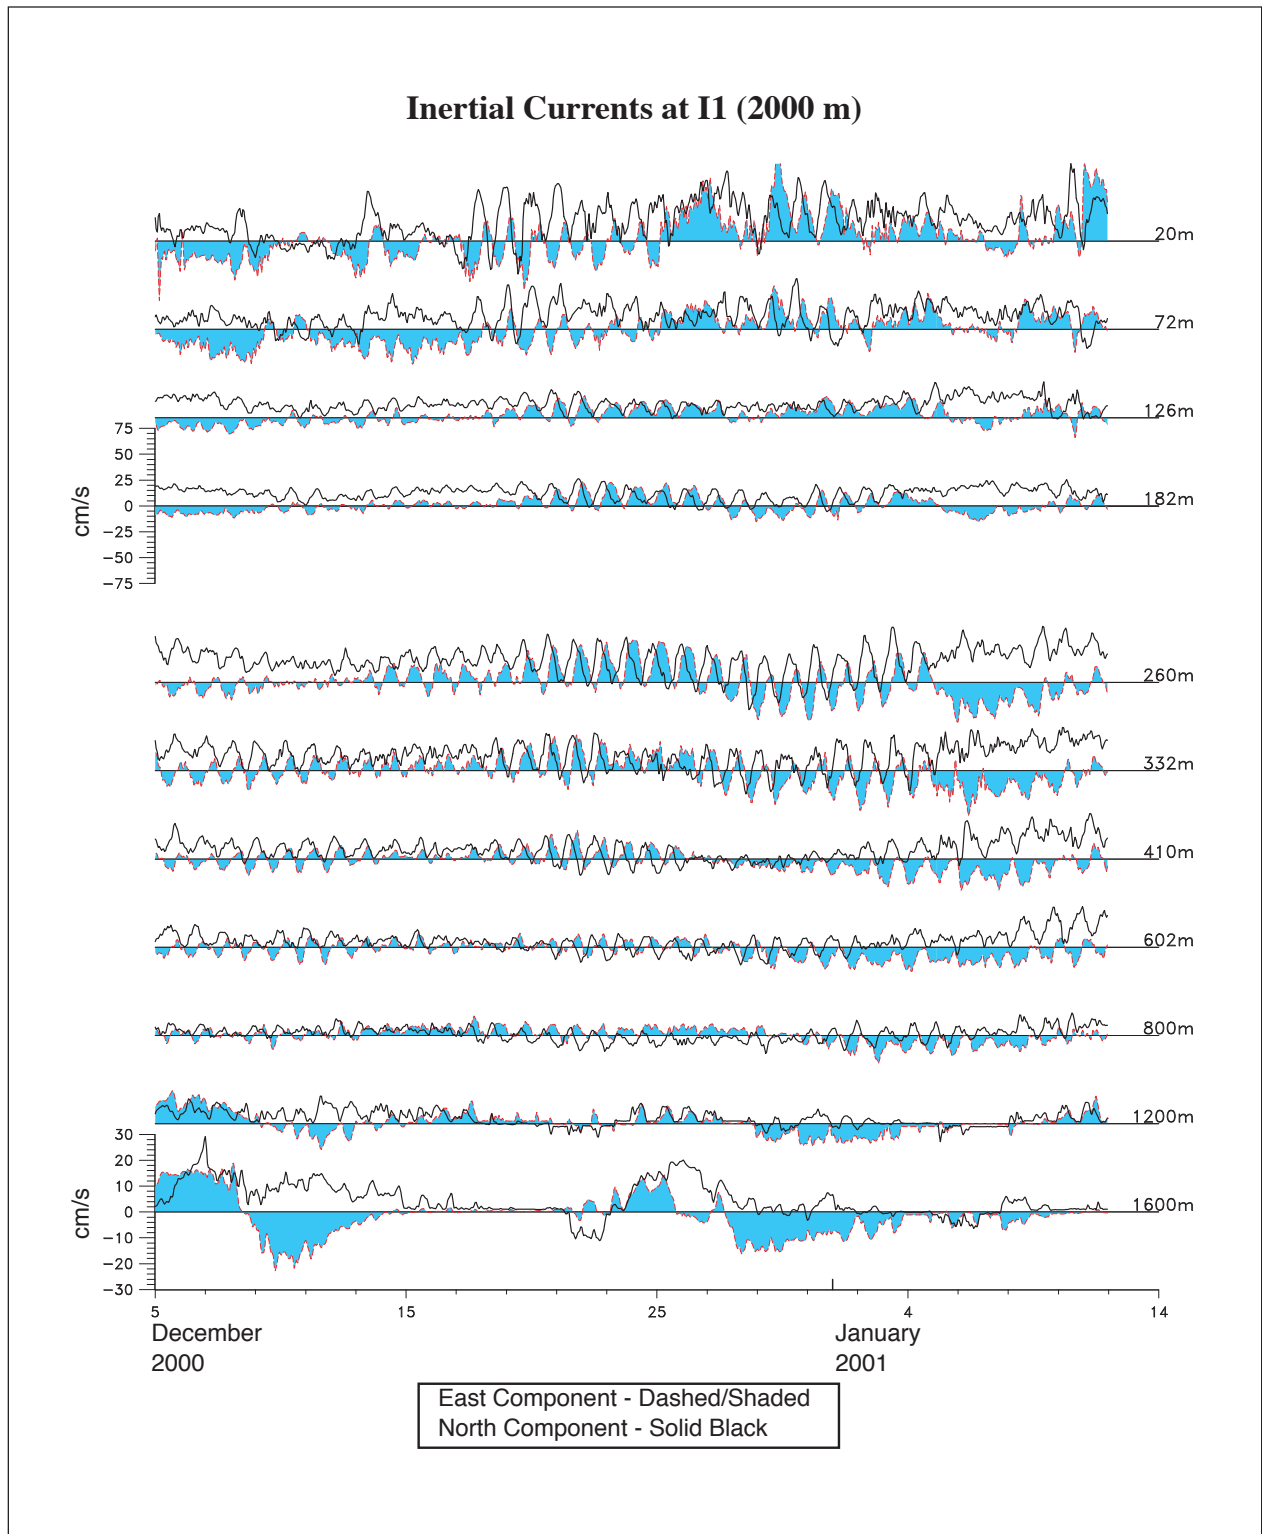 Inertial Currents at I1 (2000 m)
20m
72m
126m
75
50
25
0
-25
-50
-75
cm/s
182m
260m
332m
410m
602m
800m
1200m
30
20
10
0
-10
-20
-30
cm/s
1600m
5 15 25 4 14
December January
2000 2001
East Component - Dashed/Shaded
North Component - Solid Black